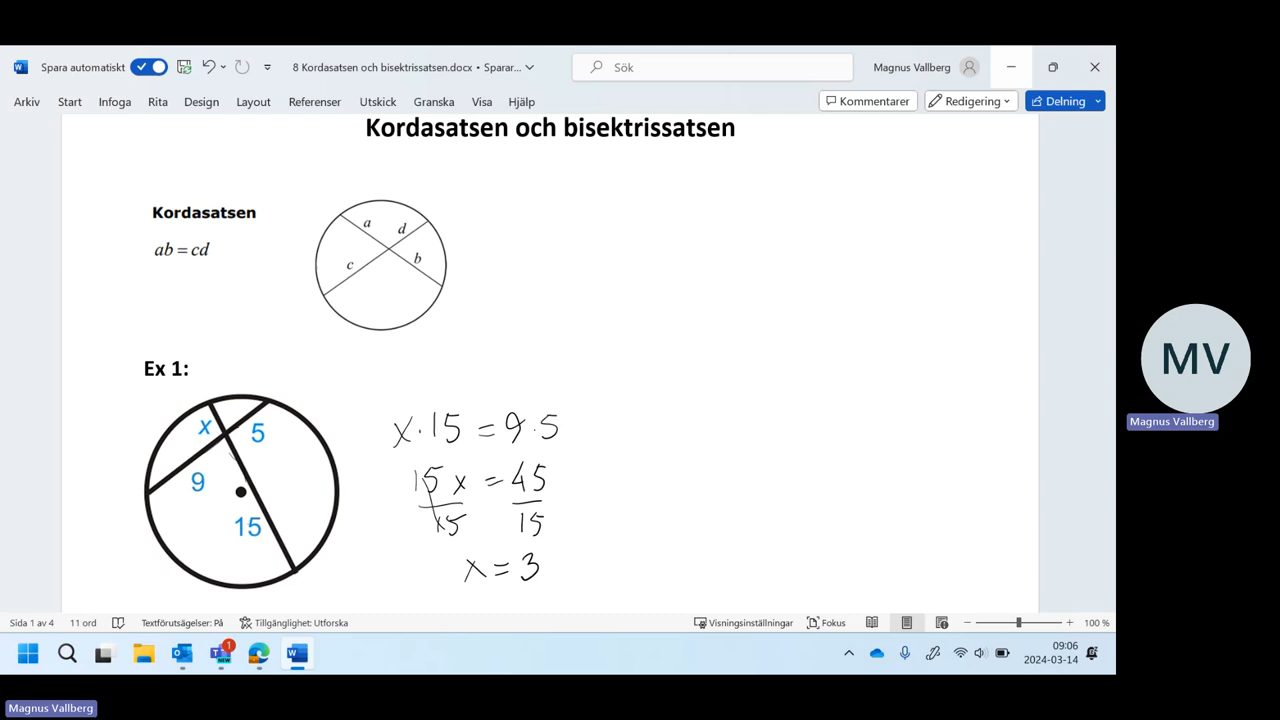 Spara automatiskt
8 Kordasatsen och bisektrissatsen.docx • Sparar...
Sök
Magnus Vallberg
Arkiv Start Infoga Rita Design Layout Referenser Utskick Granska Visa Hjälp
Kommentarer Redigering Delning
Kordasatsen och bisektrissatsen
Kordasatsen
ab = cd
a d
c b
Ex 1:
x 5
9
15
x · 15 = 9 · 5
15 x = 45
15 15
x = 3
MV
Magnus Vallberg
Sida 1 av 4 11 ord Textförutsägelser: På Tillgänglighet: Utforska Visningsinställningar Fokus 100 %
1
NEW
09:06
2024-03-14
Magnus Vallberg